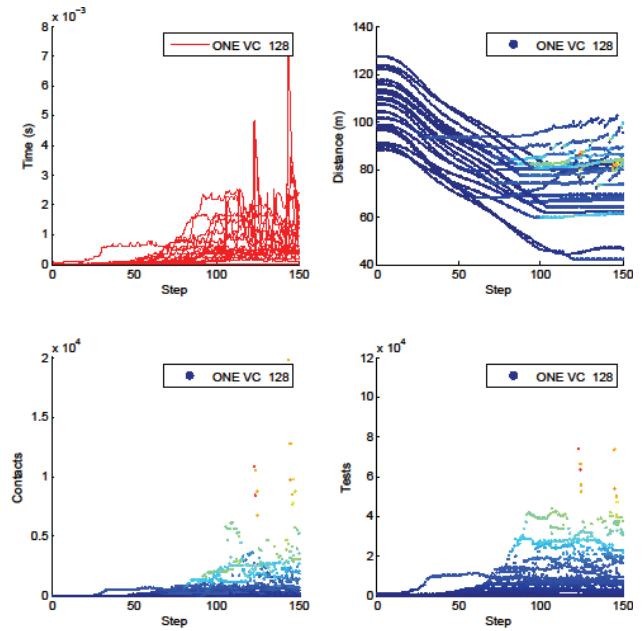 x 10⁻³
8
7
6
5
4
3
2
1
0
0 50 100 150
Time (s)
Step
ONE VC 128
140
120
100
80
60
40
0 50 100 150
Distance (m)
Step
ONE VC 128
x 10⁴
2
1.5
1
0.5
0
0 50 100 150
Contacts
Step
ONE VC 128
x 10⁴
12
10
8
6
4
2
0
0 50 100 150
Tests
Step
ONE VC 128